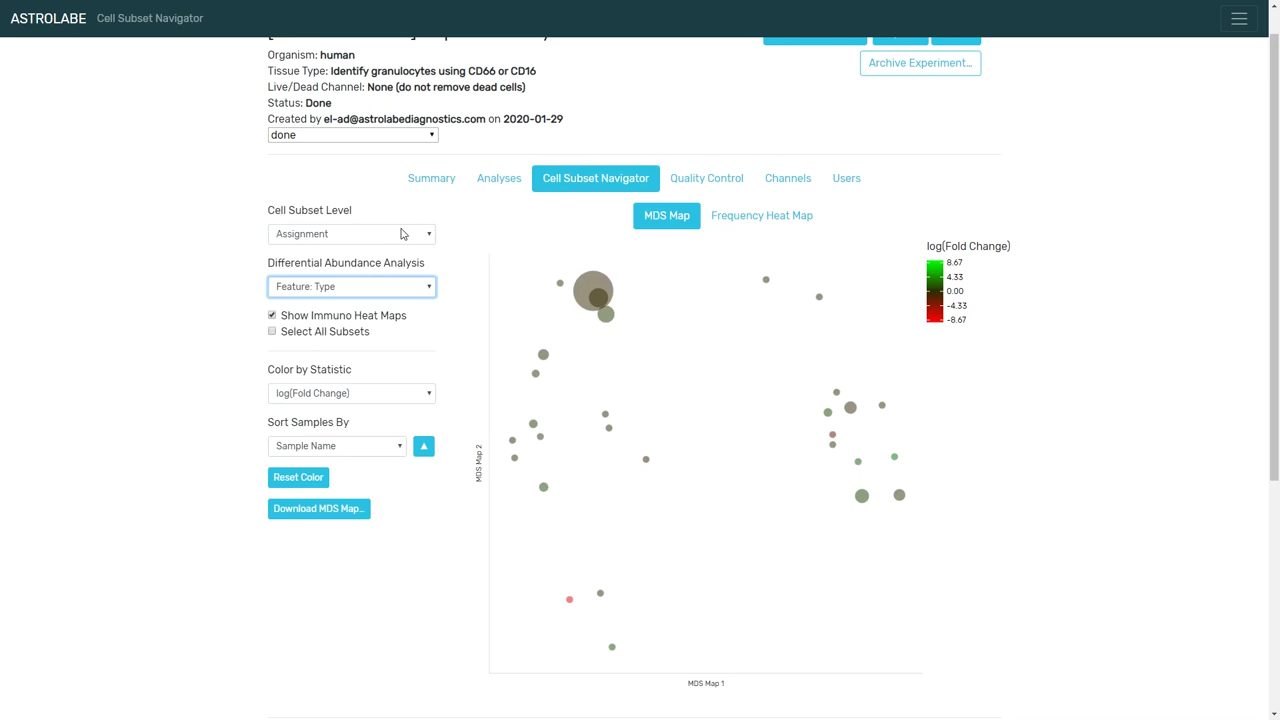 ASTROLABE Cell Subset Navigator
Organism: human
Tissue Type: Identify granulocytes using CD66 or CD16
Archive Experiment...
Live/Dead Channel: None (do not remove dead cells)
Status: Done
Created by el-ad@astrolabediagnostics.com on 2020-01-29
done
Summary Analyses Cell Subset Navigator Quality Control Channels Users
Cell Subset Level
MDS Map Frequency Heat Map
Assignment
Differential Abundance Analysis
Feature: Type
Show Immuno Heat Maps
Select All Subsets
Color by Statistic
log(Fold Change)
Sort Samples By
Sample Name
Reset Color
Download MDS Map...
log(Fold Change)
8.67
4.33
0.00
-4.33
-8.67
MDS Map 2
MDS Map 1